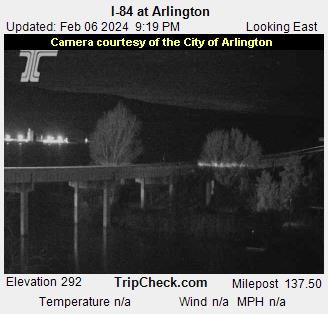 I-84 at Arlington
Updated: Feb 06 2024 9:19 PM Looking East
Camera courtesy of the City of Arlington
Elevation 292 TripCheck.com Milepost 137.50
Temperature n/a Wind n/a MPH n/a